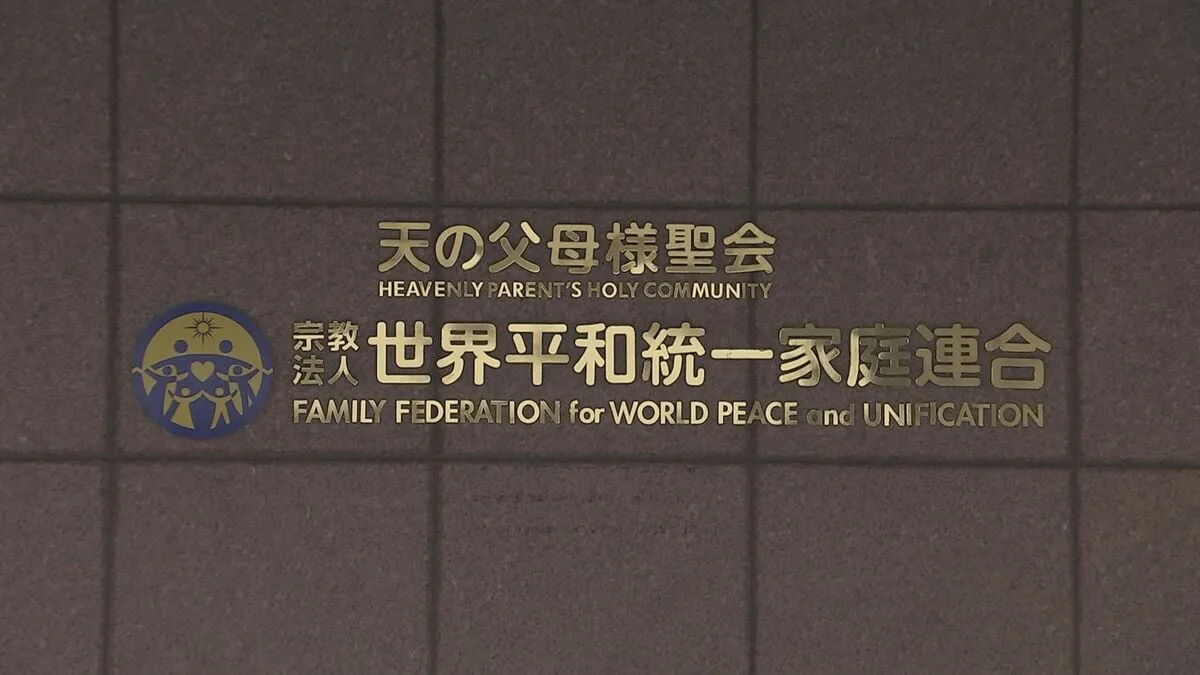 天の父母様聖会
HEAVENLY PARENT'S HOLY COMMUNITY
宗教法人 世界平和統一家庭連合
FAMILY FEDERATION for WORLD PEACE and UNIFICATION